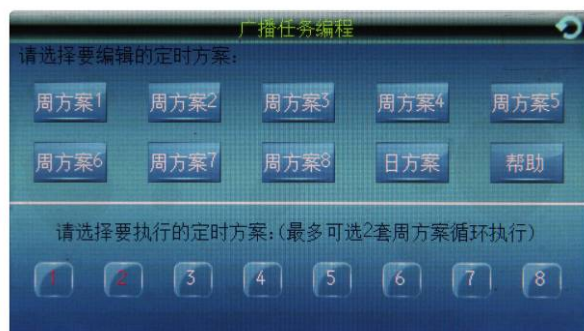 广播任务编程
请选择要编辑的定时方案:
周方案1 周方案2 周方案3 周方案4 周方案5
周方案6 周方案7 周方案8 日方案 帮助
请选择要执行的定时方案:(最多可选2套周方案循环执行)
1 2 3 4 5 6 7 8